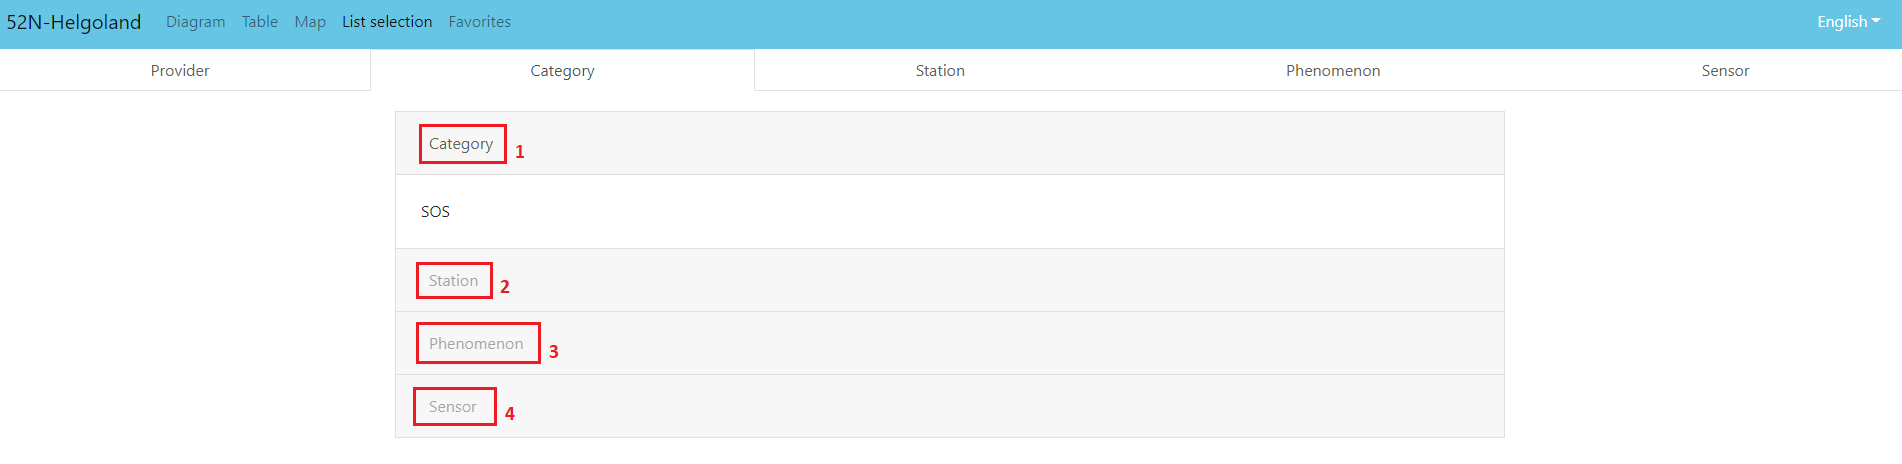 52N-Helgoland Diagram Table Map List selection Favorites English
Provider Category Station Phenomenon Sensor
Category 1
SOS
Station 2
Phenomenon 3
Sensor 4